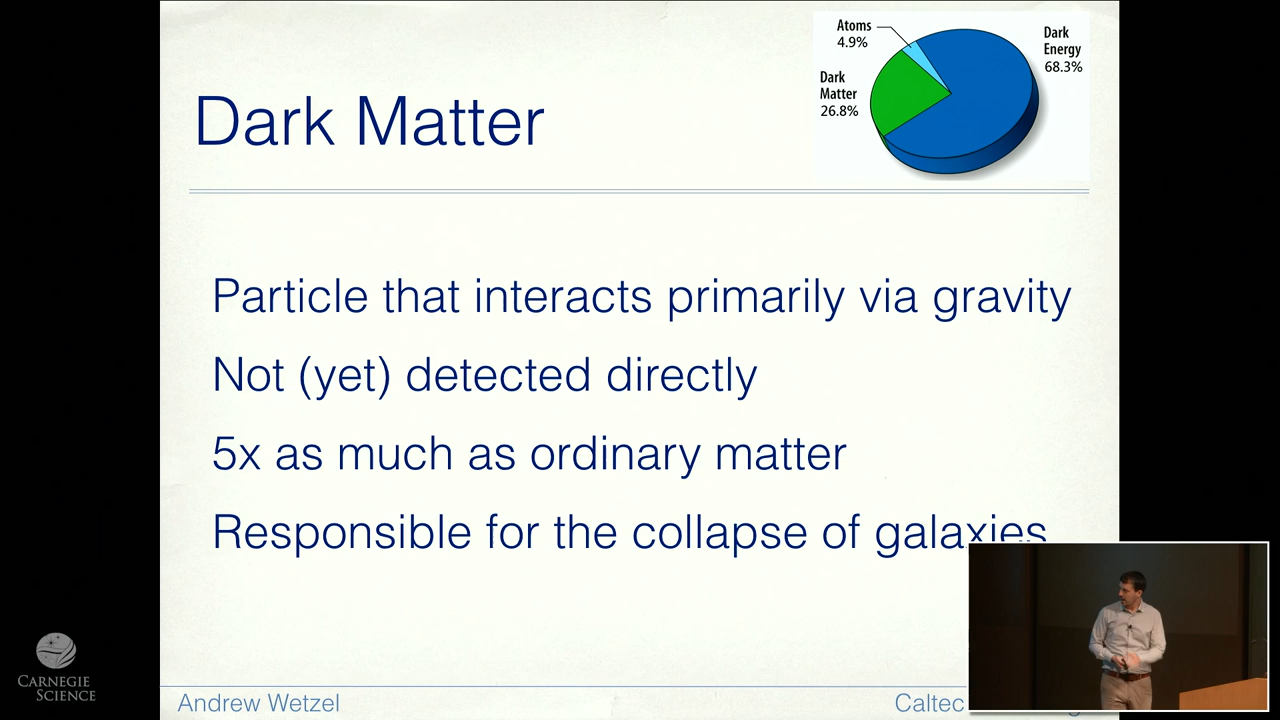 Atoms
4.9%
Dark
Energy
68.3%
Dark
Matter
26.8%
Dark Matter
Particle that interacts primarily via gravity
Not (yet) detected directly
5x as much as ordinary matter
Responsible for the collapse of galaxies
CARNEGIE
SCIENCE
Andrew Wetzel